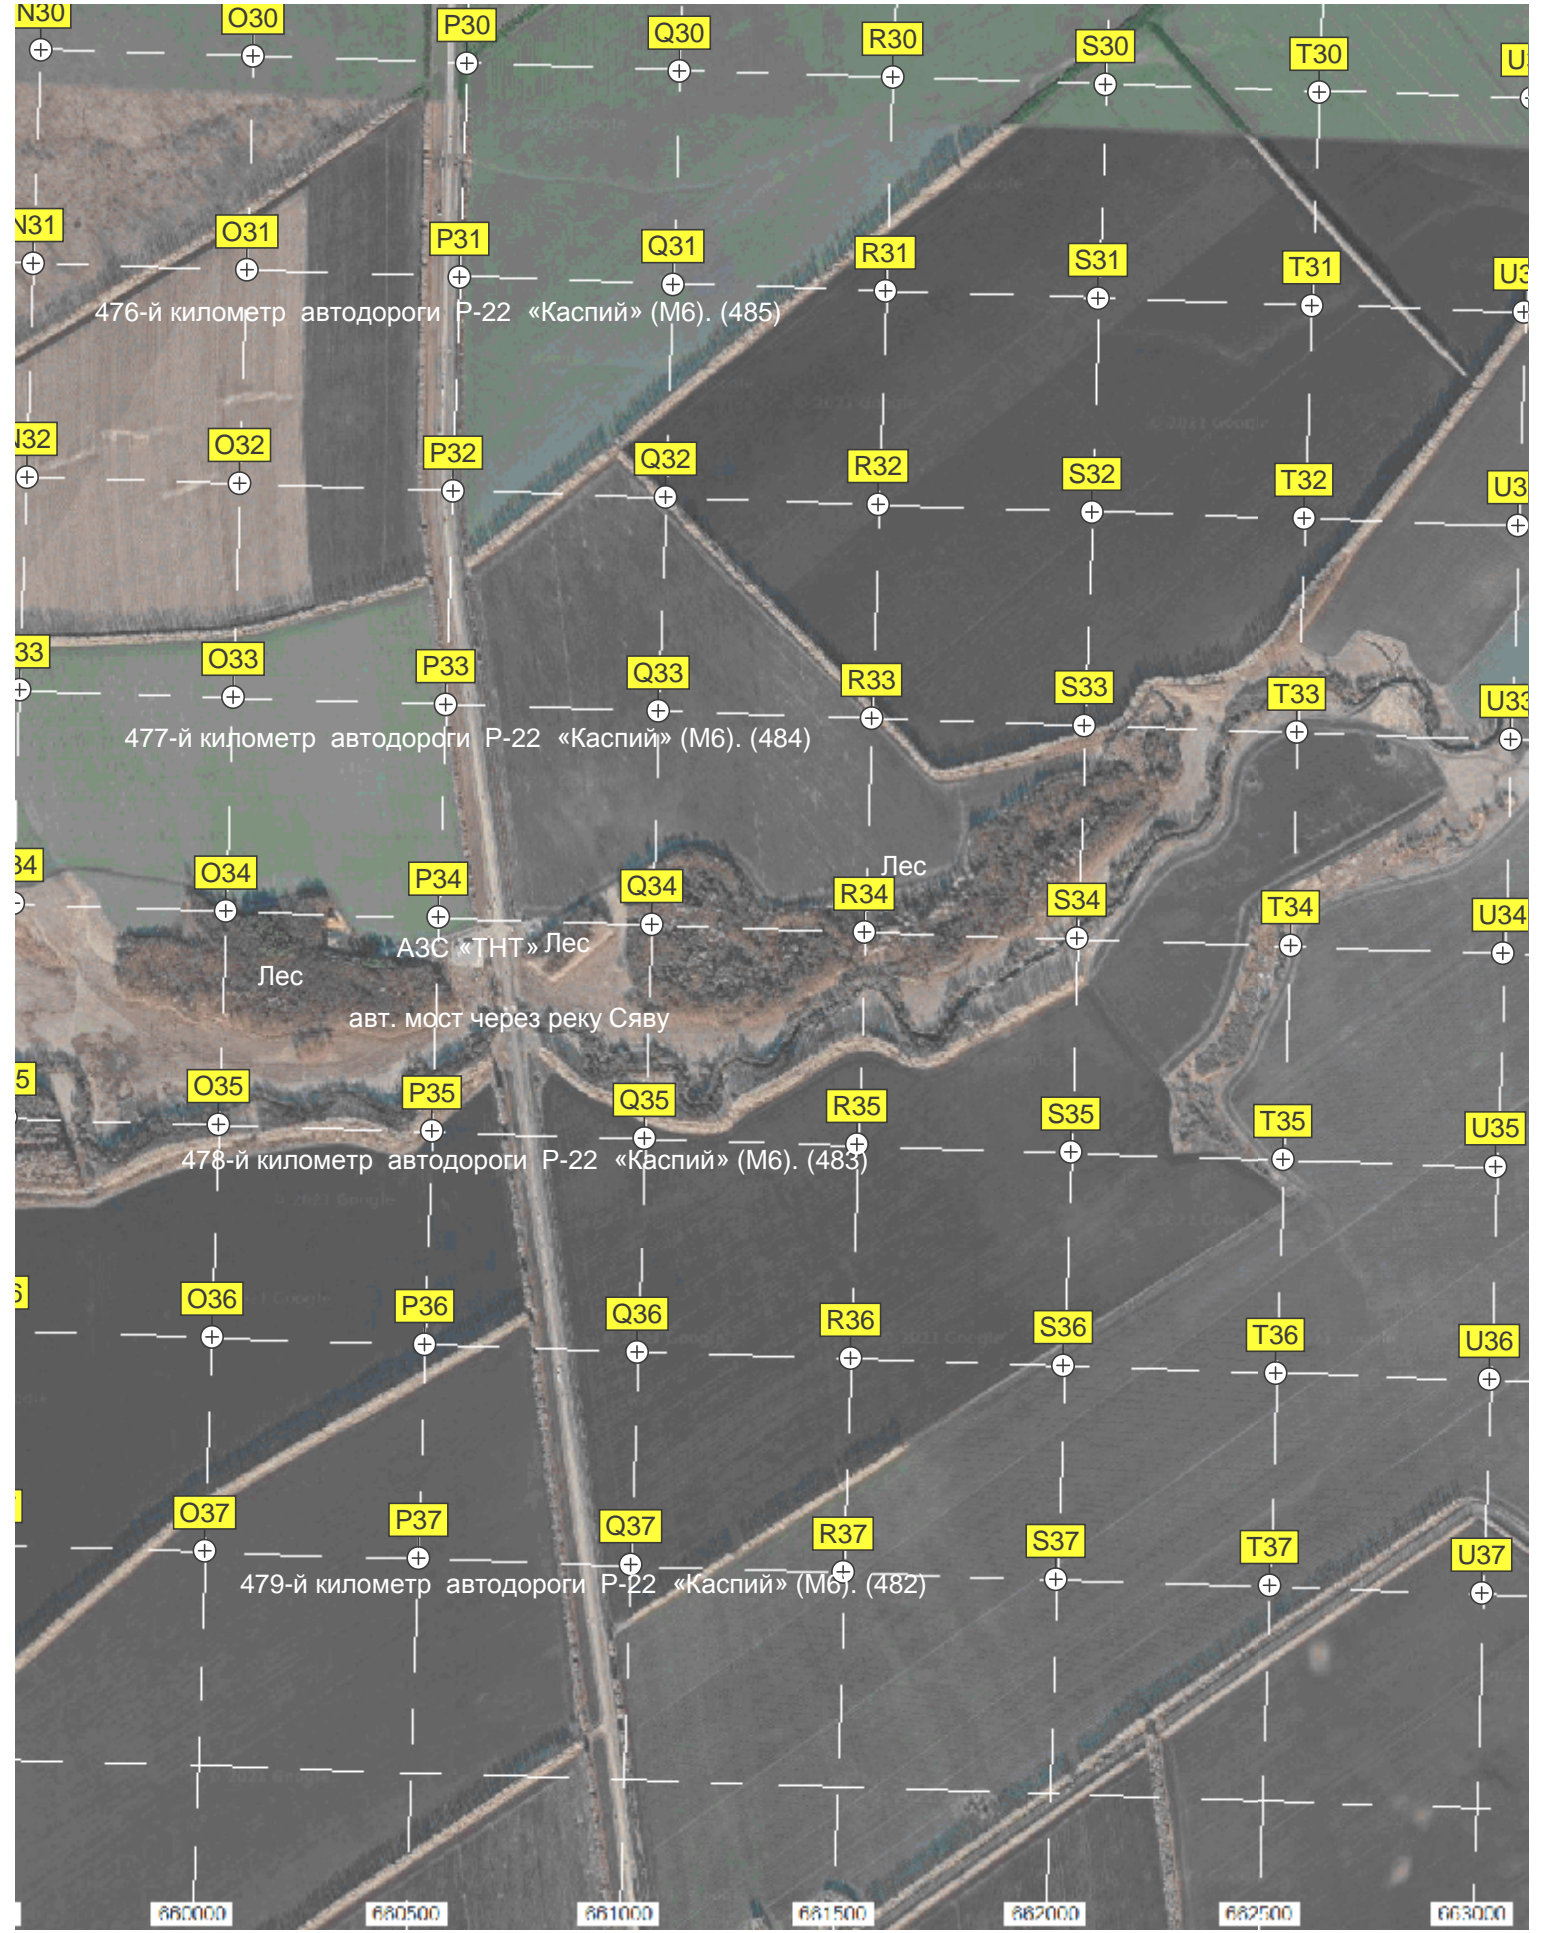 N30 O30 P30 Q30 R30 S30 T30
N31 O31 P31 Q31 R31 S31 T31
476-й километр автодороги Р-22 «Каспий» (М6). (485)
O32 P32 Q32 R32 S32 T32
33 O33 P33 Q33 R33 S33 T33 U33
477-й километр автодороги Р-22 «Каспий» (М6). (484)
Лес
34 O34 P34 Q34 R34 S34 T34 U34
АЗС «ТНТ» Лес
Лес
авт. мост через реку Сяву
5 O35 P35 Q35 R35 S35 T35 U35
478-й километр автодороги Р-22 «Каспий» (М6). (483)
O36 P36 Q36 R36 S36 T36 U36
O37 P37 Q37 R37 S37 T37 U37
479-й километр автодороги Р-22 «Каспий» (М6). (482)
660000 660500 661000 661500 662000 662500 663000